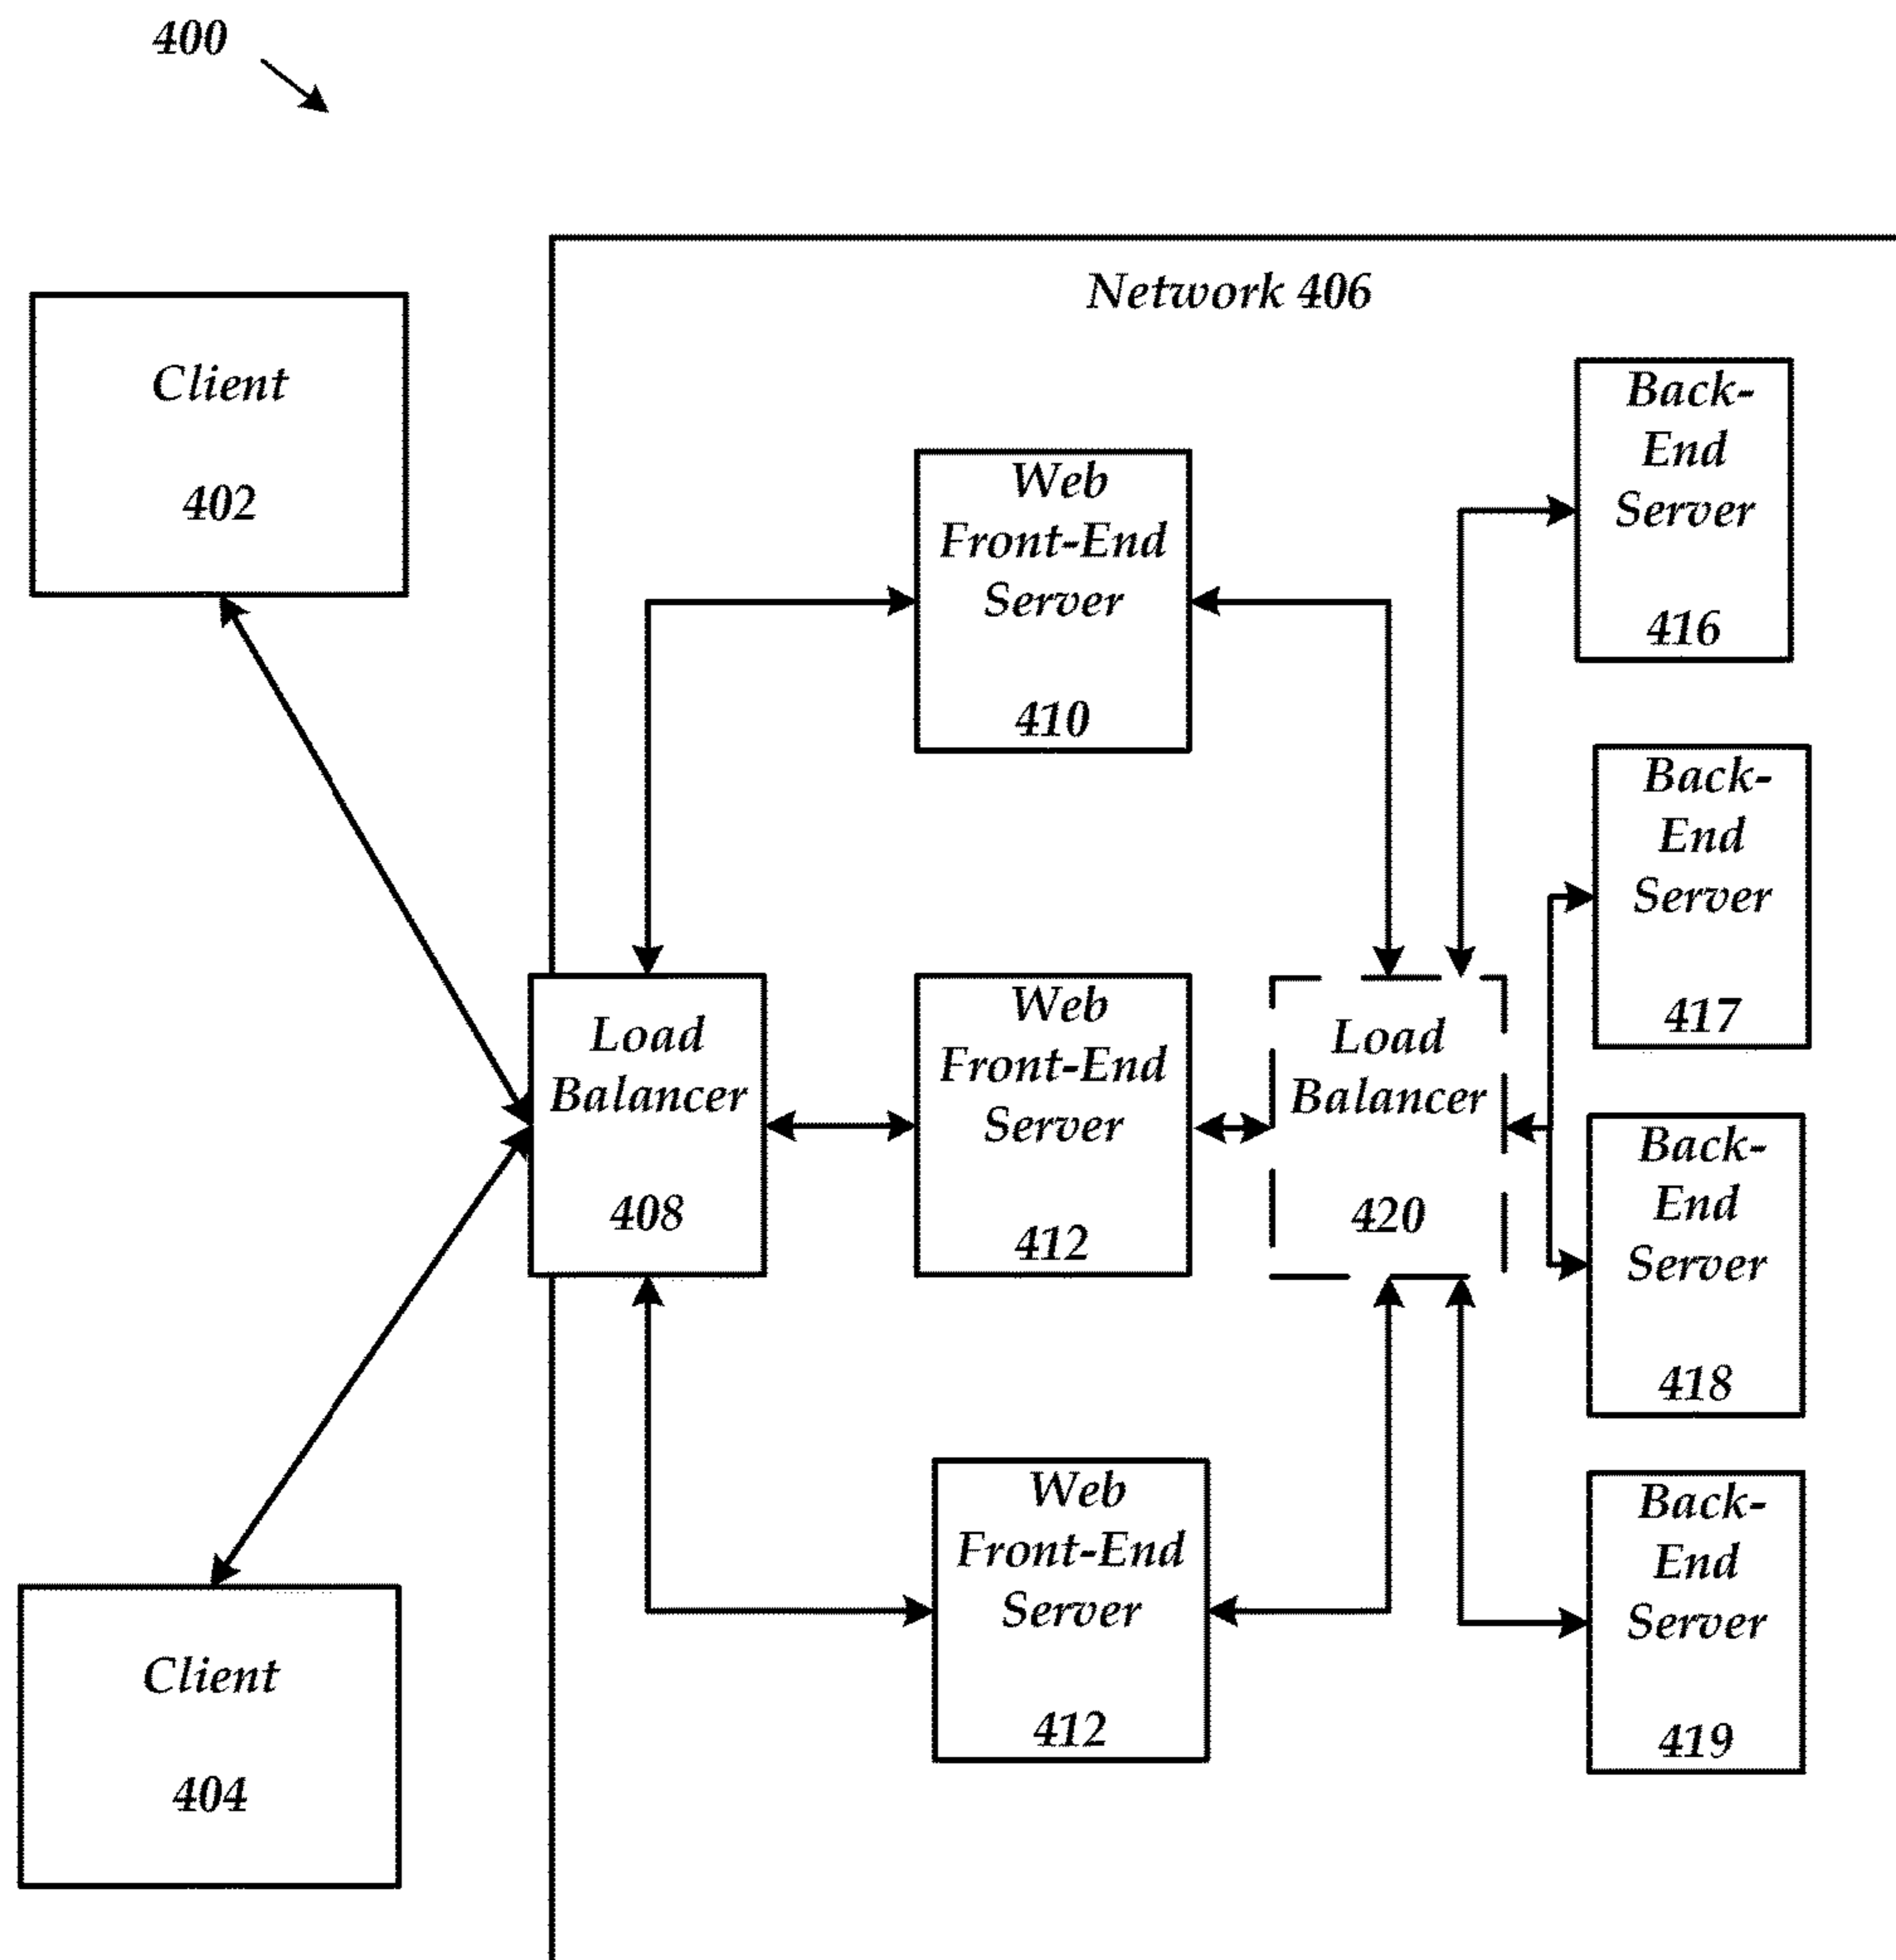 400
Network 406
Client
402
Web
Front-End
Server
410
Back-
End
Server
416
Back-
End
Server
417
Load
Balancer
408
Web
Front-End
Server
412
Load
Balancer
420
Back-
End
Server
418
Web
Front-End
Server
412
Back-
End
Server
419
Client
404